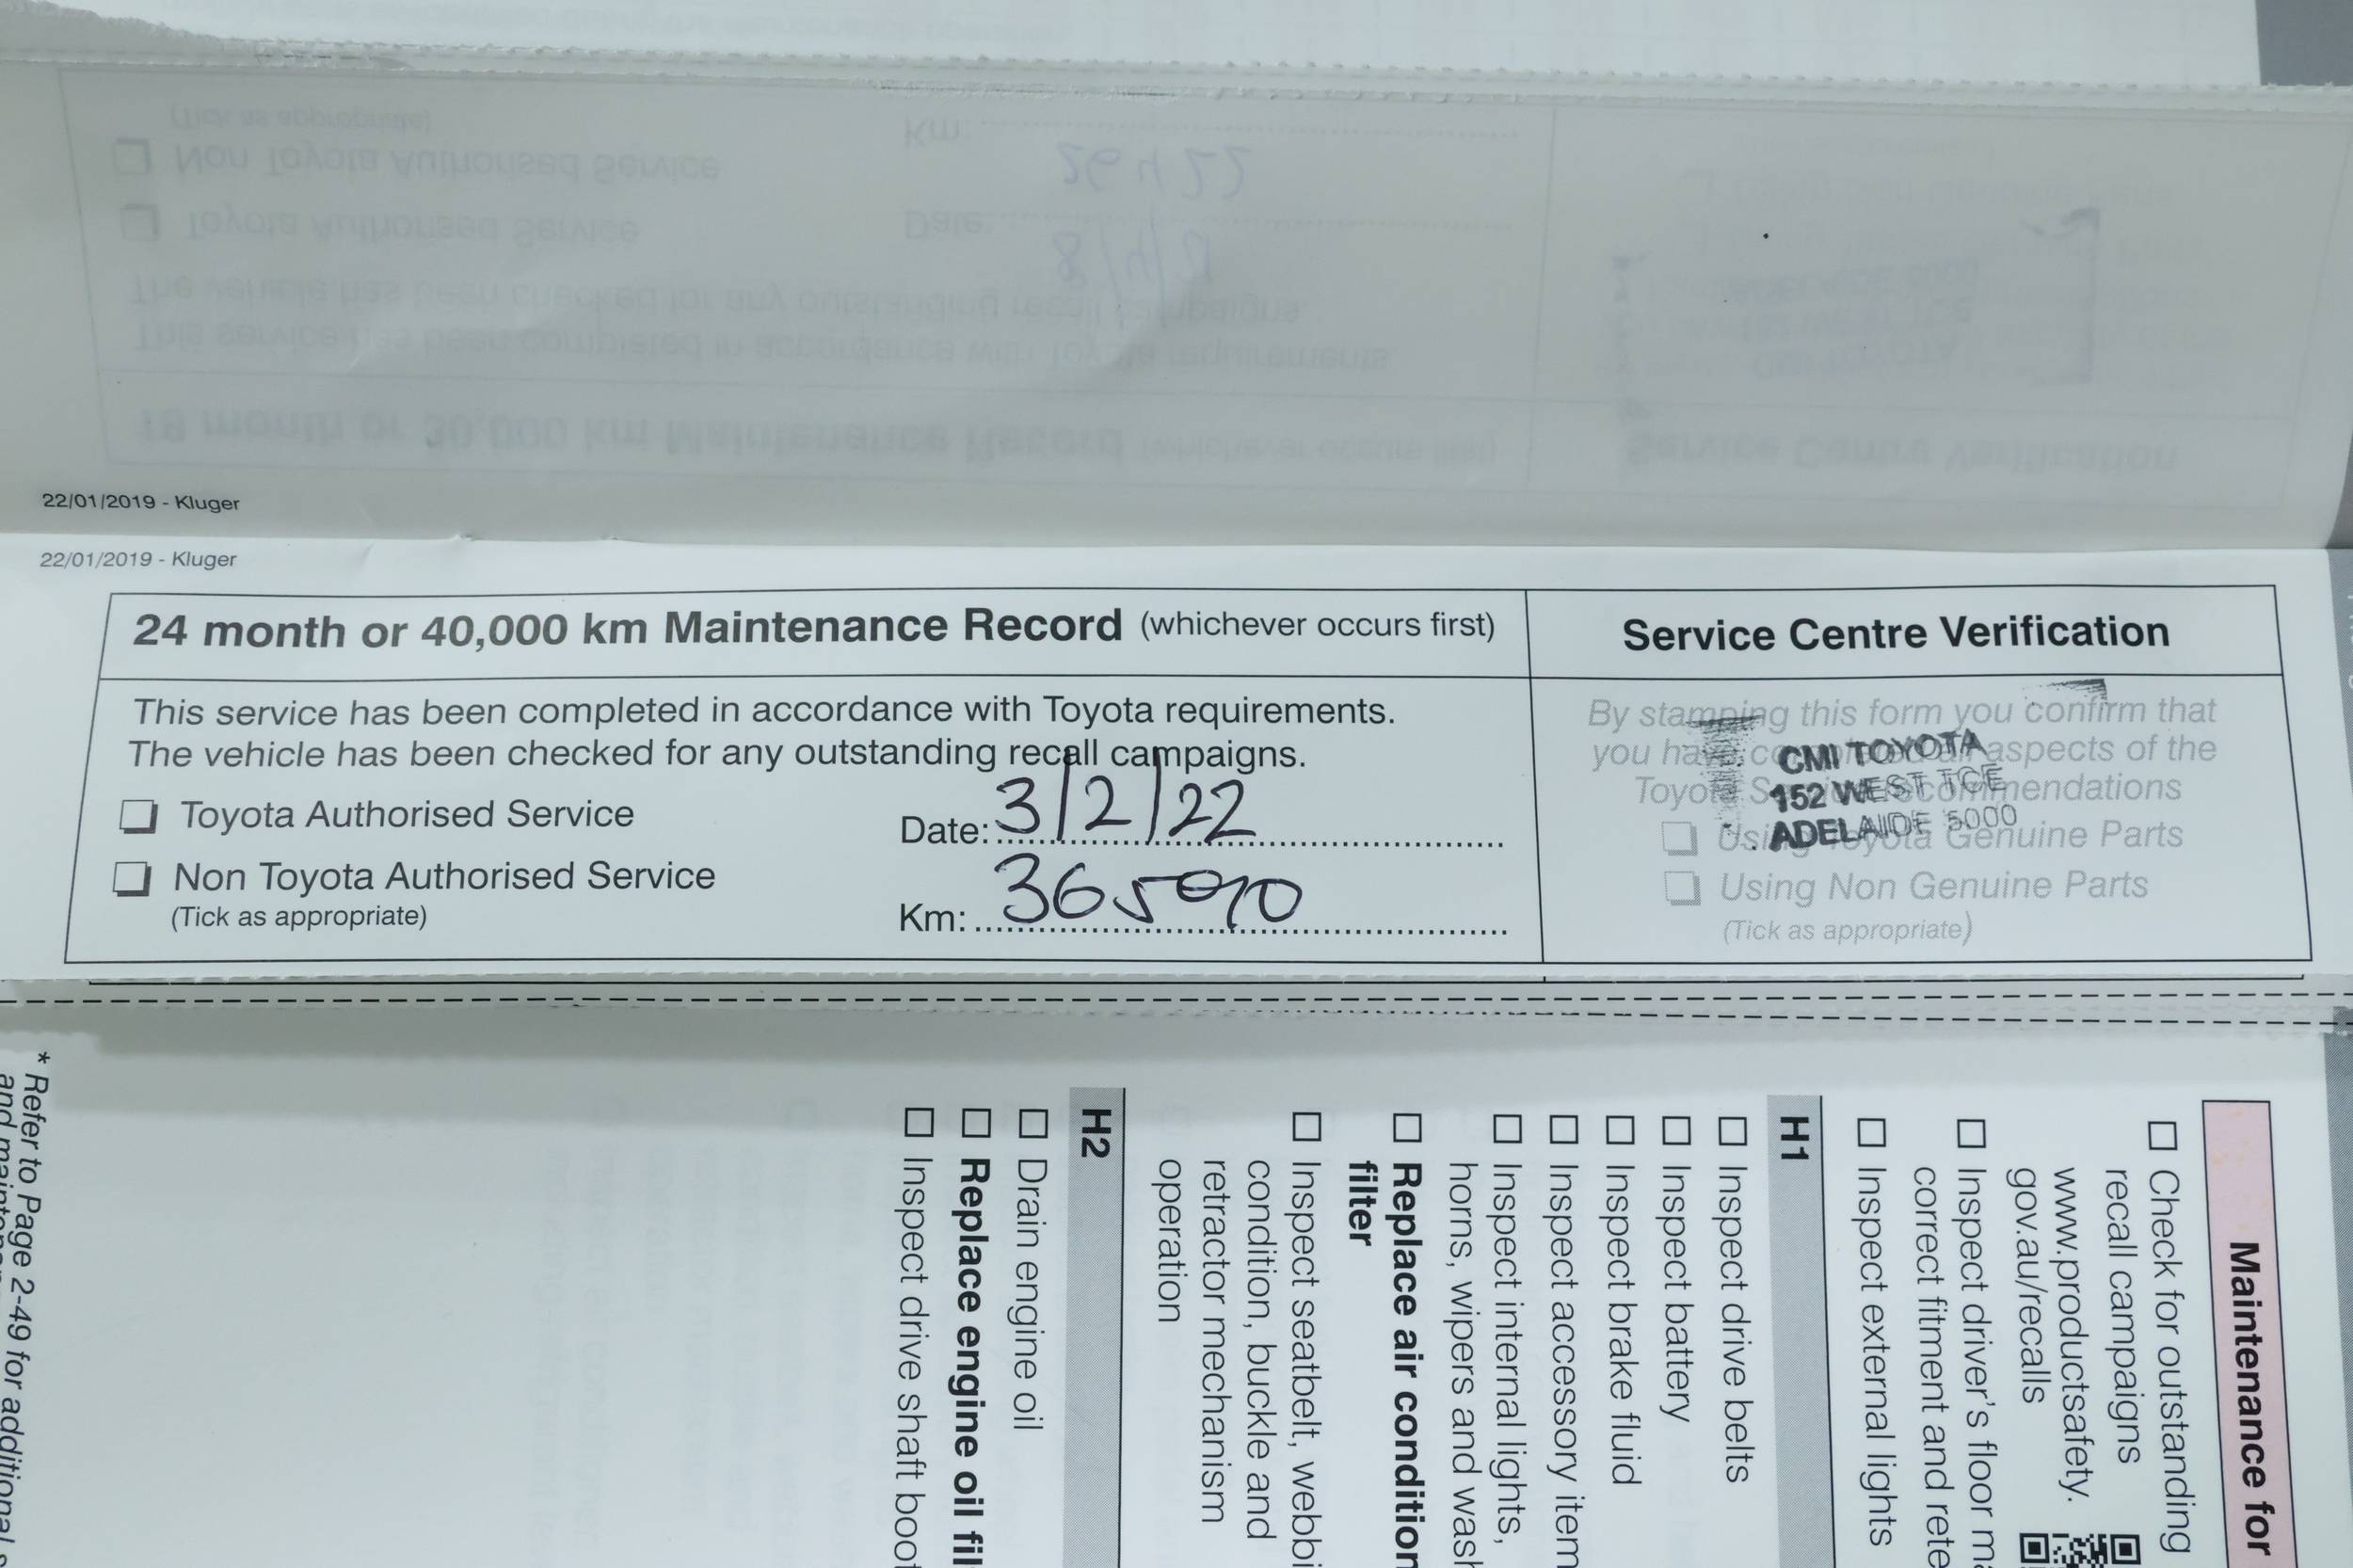 22/01/2019 - Kluger
22/01/2019 - Kluger
24 month or 40,000 km Maintenance Record (whichever occurs first)
This service has been completed in accordance with Toyota requirements.
The vehicle has been checked for any outstanding recall campaigns.
❏ Toyota Authorised Service
❏ Non Toyota Authorised Service
(Tick as appropriate)
Date: 3/2/22
Km: 36590
Service Centre Verification
By stamping this form you confirm that
you have completed all aspects of the
Toyota Service recommendations
❏ Using Toyota Genuine Parts
❏ Using Non Genuine Parts
(Tick as appropriate)
CMI TOYOTA
152 WEST TCE
ADELAIDE 5000
Maintenance for
☐ Check for outstanding
recall campaigns
www.productsafety.
gov.au/recalls
☐ Inspect driver's floor
correct fitment and
☐ Inspect external lights
H1
☐ Inspect drive belts
☐ Inspect battery
☐ Inspect brake fluid
☐ Inspect accessory item
☐ Inspect internal lights,
horns, wipers and
☐ Replace air condition
filter
☐ Inspect seatbelt,
condition, buckle and
retractor mechanism
operation
H2
☐ Drain engine oil
☐ Replace engine oil
☐ Inspect drive shaft boot
* Refer to Page 2-49 for additional